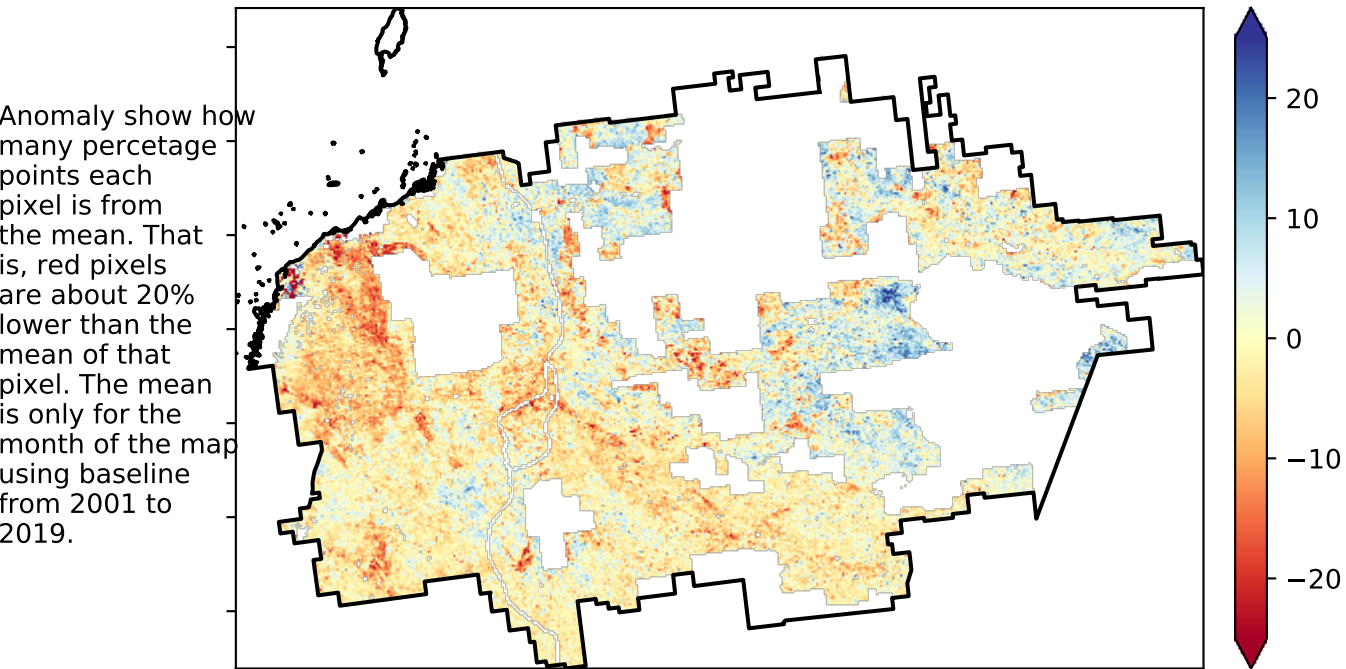 Anomaly show how
many percetage
points each
pixel is from
the mean. That
is, red pixels
are about 20%
lower than the
mean of that
pixel. The mean
is only for the
month of the map
using baseline
from 2001 to
2019.
20
10
0
−10
−20